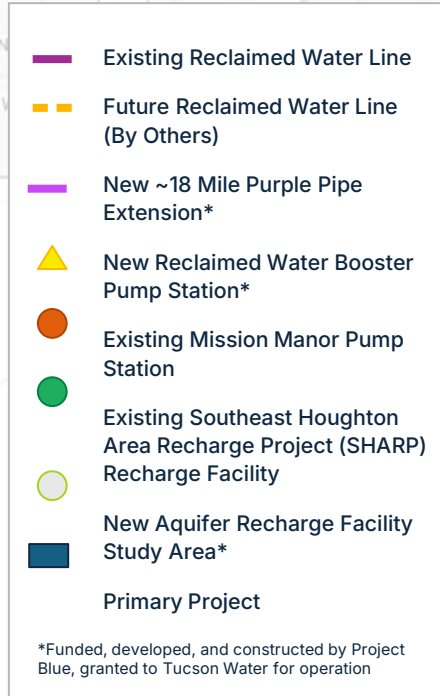 Existing Reclaimed Water Line
Future Reclaimed Water Line
(By Others)
New ~18 Mile Purple Pipe
Extension*
New Reclaimed Water Booster
Pump Station*
Existing Mission Manor Pump
Station
Existing Southeast Houghton
Area Recharge Project (SHARP)
Recharge Facility
New Aquifer Recharge Facility
Study Area*
Primary Project
*Funded, developed, and constructed by Project
Blue, granted to Tucson Water for operation